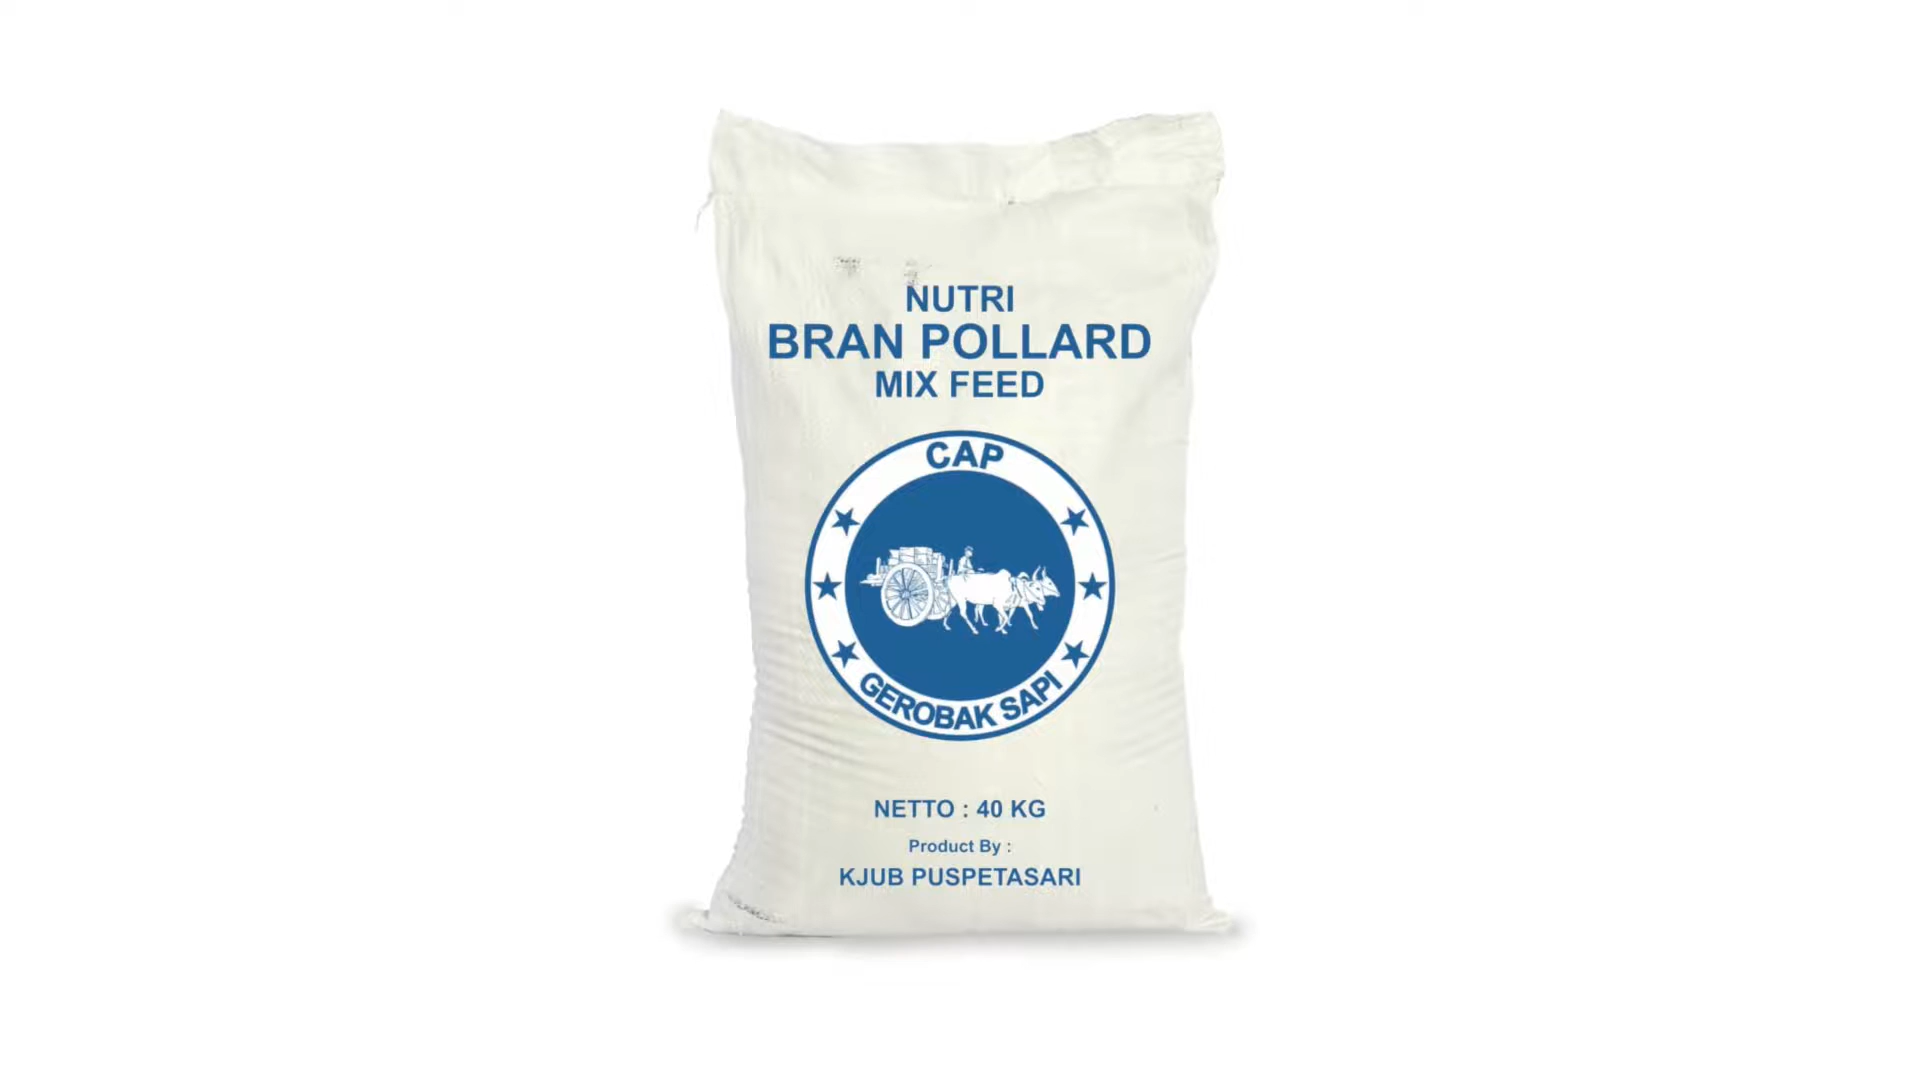 NUTRI
BRAN POLLARD
MIX FEED
CAP
GEROBAK SAPI
NETTO : 40 KG
Product By :
KJUB PUSPETASARI